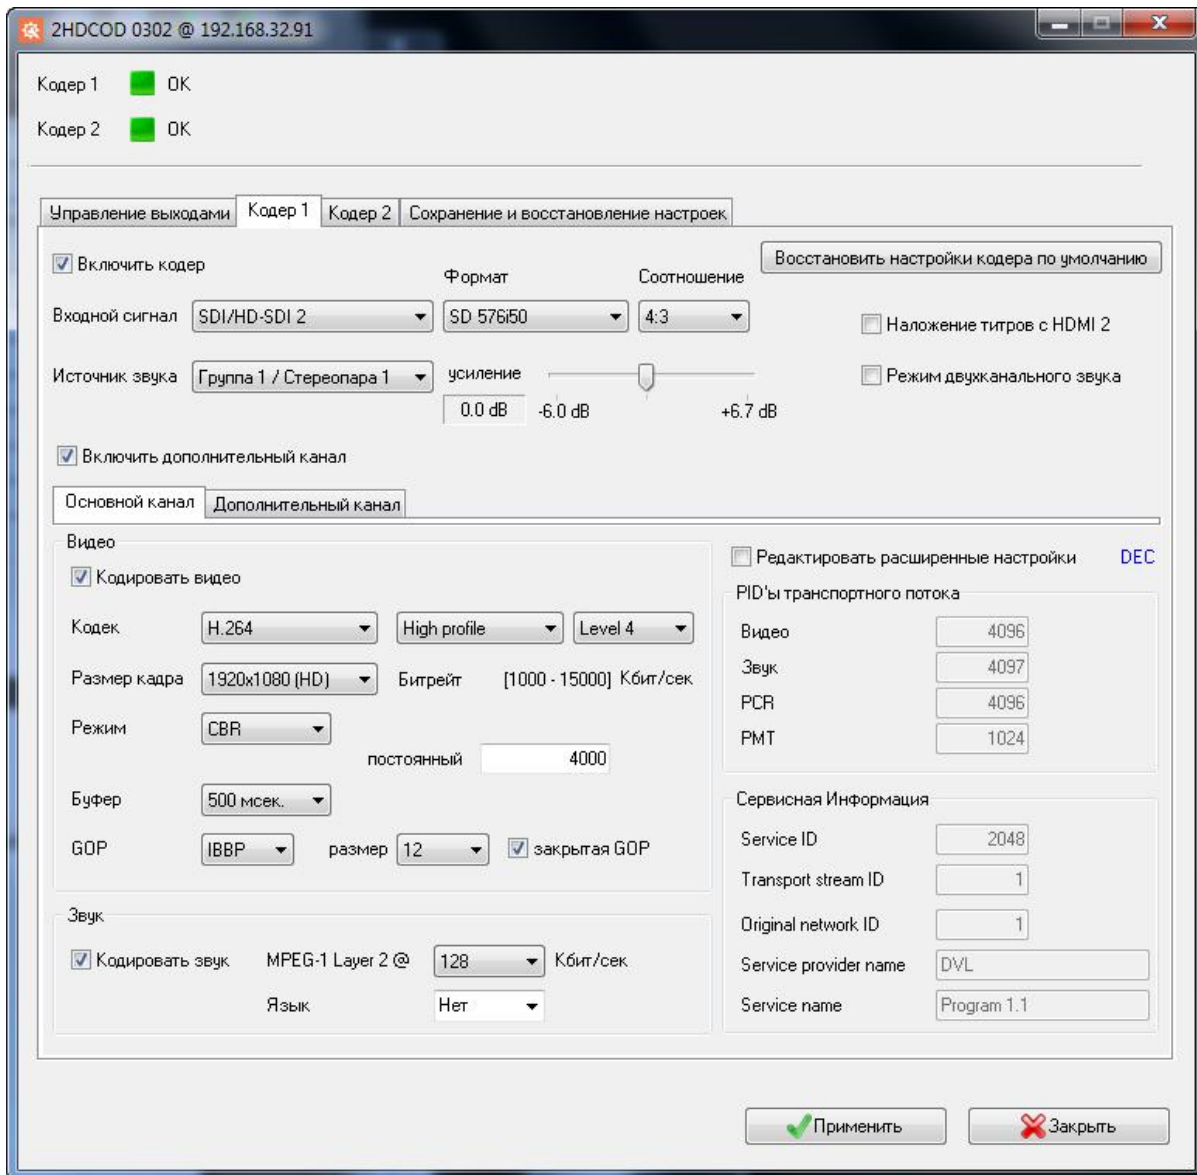 2HDCOD 0302 @ 192.168.32.91
Кодер 1 OK
Кодер 2 OK
Управление выходами Кодер 1 Кодер 2 Сохранение и восстановление настроек
Включить кодер
Восстановить настройки кодера по умолчанию
Формат Соотношение
Входной сигнал SDI/HD-SDI 2 SD 576i50 4:3
Наложение титров с HDMI 2
Источник звука Группа 1 / Стереопара 1 усиление
Режим двухканального звука
0.0 dB -6.0 dB +6.7 dB
Включить дополнительный канал
Основной канал Дополнительный канал
Видео
Кодировать видео
Кодек H.264 High profile Level 4
Размер кадра 1920x1080 (HD) Битрейт [1000 - 15000] Кбит/сек
Режим CBR
постоянный 4000
Буфер 500 мсек.
GOP IBBP размер 12 закрытая GOP
Звук
Кодировать звук MPEG-1 Layer 2 @ 128 Кбит/сек
Язык Нет
Редактировать расширенные настройки DEC
PID'ы транспортного потока
Видео 4096
Звук 4097
PCR 4096
PMT 1024
Сервисная Информация
Service ID 2048
Transport stream ID 1
Original network ID 1
Service provider name DVL
Service name Program 1.1
Применить Закрыть